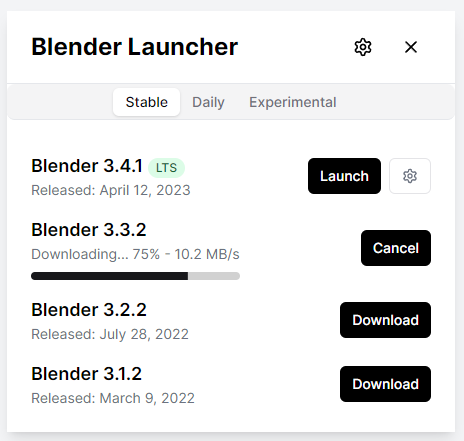 Blender Launcher
Stable Daily Experimental
Blender 3.4.1 LTS
Released: April 12, 2023
Launch
Blender 3.3.2
Downloading... 75% - 10.2 MB/s
Cancel
Blender 3.2.2
Released: July 28, 2022
Download
Blender 3.1.2
Released: March 9, 2022
Download